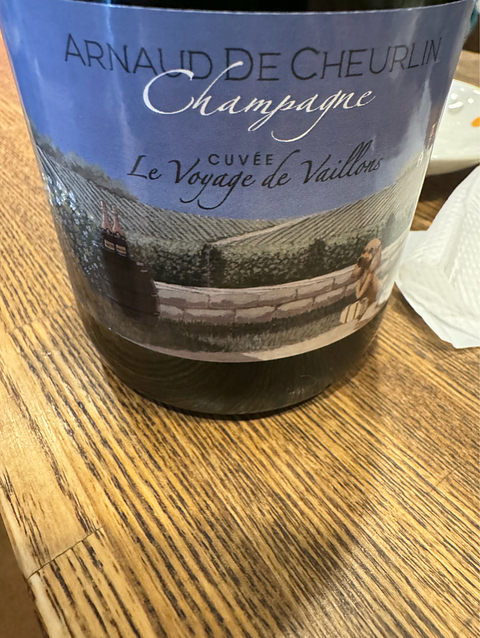 ARNAUD DE CHEURLIN
Champagne
CUVÉE
Le Voyage de Vaillons